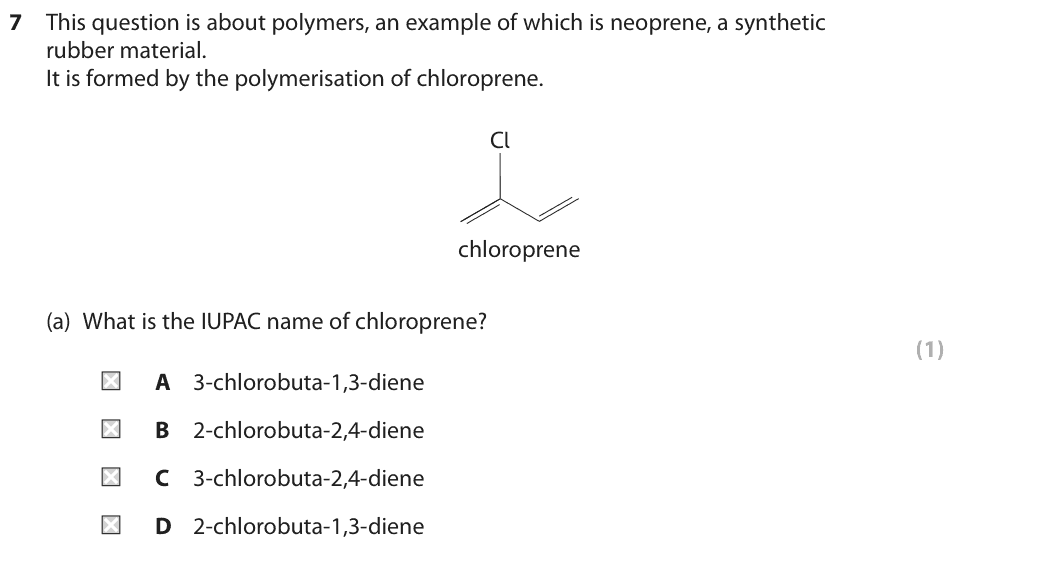 7 This question is about polymers, an example of which is neoprene, a synthetic
rubber material.
It is formed by the polymerisation of chloroprene.
Cl
chloroprene
(a) What is the IUPAC name of chloroprene?
(1)
A 3-chlorobuta-1,3-diene
B 2-chlorobuta-2,4-diene
C 3-chlorobuta-2,4-diene
D 2-chlorobuta-1,3-diene